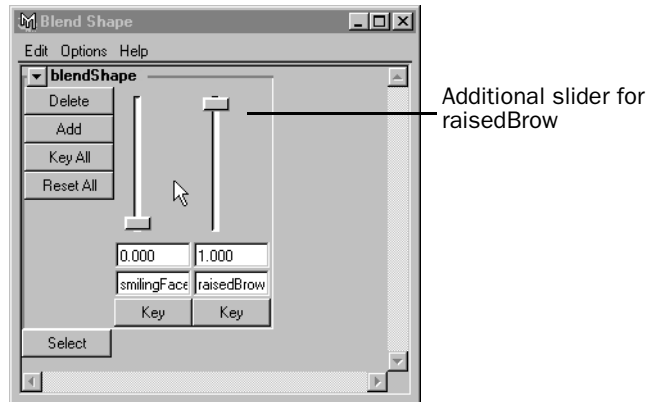 Blend Shape
Edit Options Help
blendShape
Delete
Add
Key All
Reset All
0.000 1.000
smilingFace raisedBrow
Key Key
Select
Additional slider for
raisedBrow